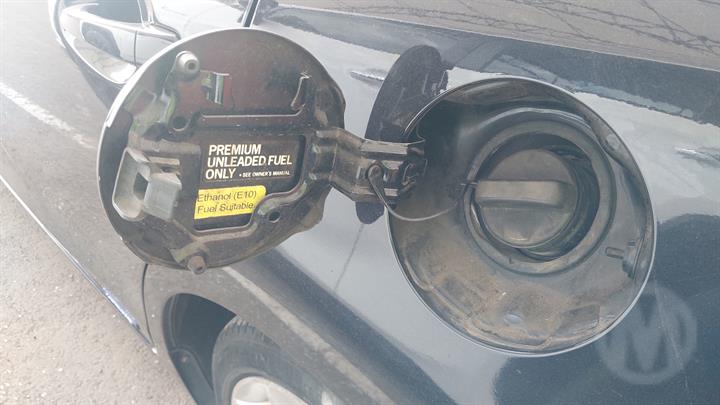 PREMIUM
UNLEADED FUEL
ONLY • SEE OWNER'S MANUAL
Ethanol (E10)
Fuel Suitable
M